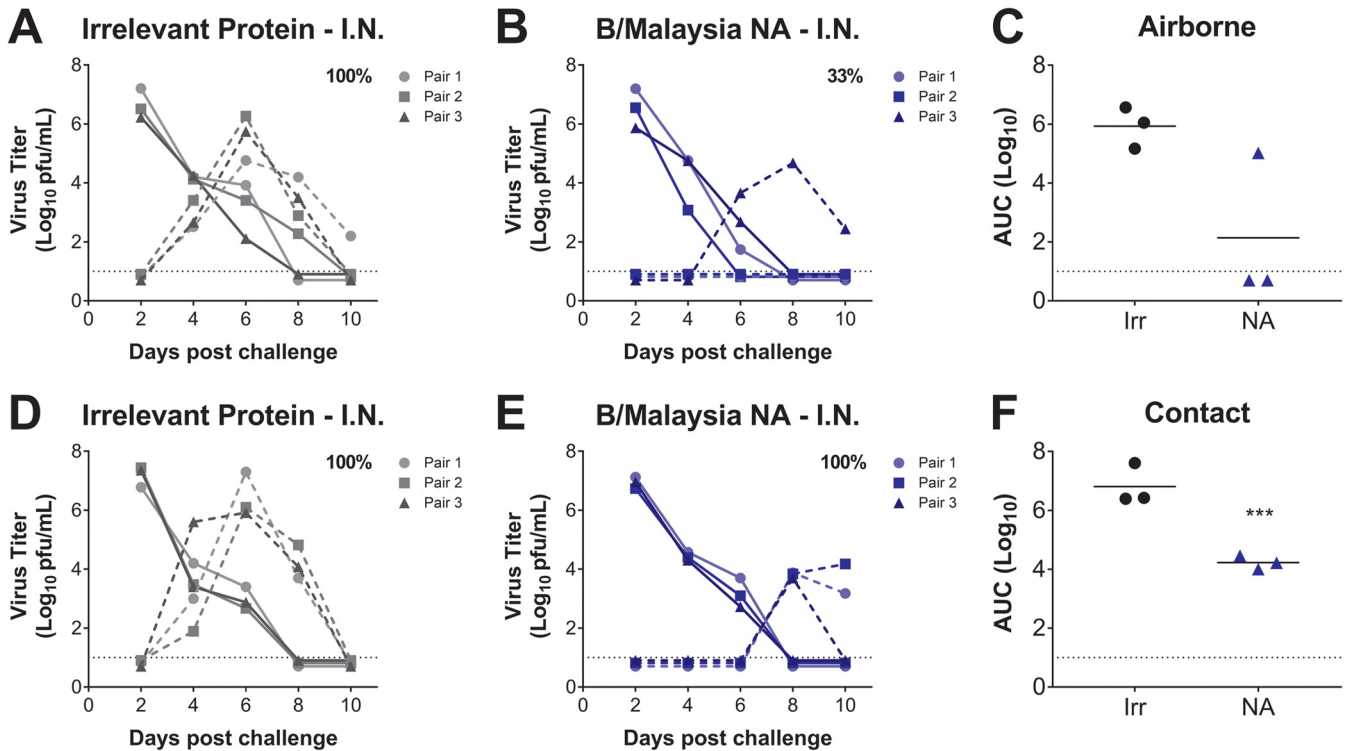 A
Irrelevant Protein - I.N.
100%
Pair 1
Pair 2
Pair 3
Virus Titer
(Log10 pfu/mL)
8
6
4
2
0
0 2 4 6 8 10
Days post challenge
B
B/Malaysia NA - I.N.
33%
Pair 1
Pair 2
Pair 3
Virus Titer
(Log10 pfu/mL)
8
6
4
2
0
0 2 4 6 8 10
Days post challenge
C
Airborne
AUC (Log10)
8
6
4
2
0
Irr NA
D
Irrelevant Protein - I.N.
100%
Pair 1
Pair 2
Pair 3
Virus Titer
(Log10 pfu/mL)
8
6
4
2
0
0 2 4 6 8 10
Days post challenge
E
B/Malaysia NA - I.N.
100%
Pair 1
Pair 2
Pair 3
Virus Titer
(Log10 pfu/mL)
8
6
4
2
0
0 2 4 6 8 10
Days post challenge
F
Contact
AUC (Log10)
8
6
4
2
0
***
Irr NA